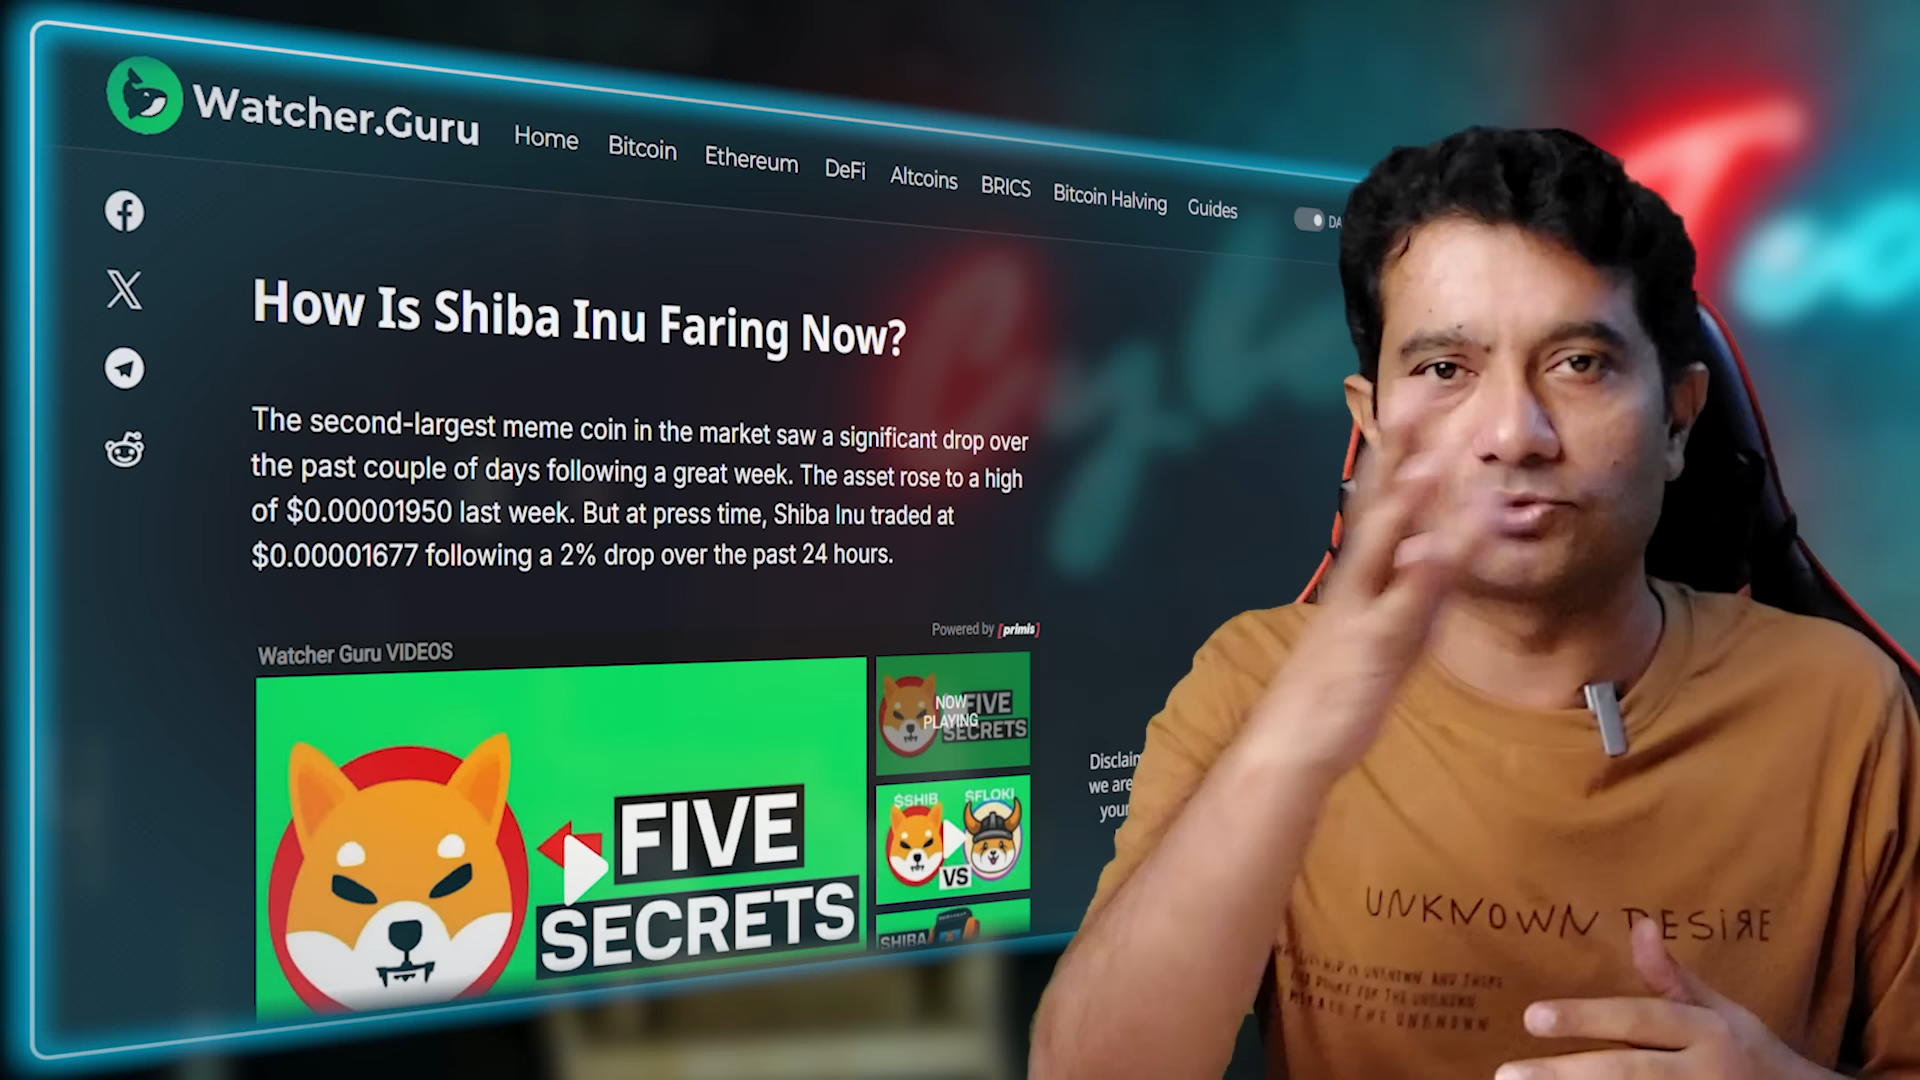 Watcher.Guru
Home Bitcoin Ethereum DeFi Altcoins BRICS Bitcoin Halving Guides
How Is Shiba Inu Faring Now?
The second-largest meme coin in the market saw a significant drop over
the past couple of days following a great week. The asset rose to a high
of $0.00001950 last week. But at press time, Shiba Inu traded at
$0.00001677 following a 2% drop over the past 24 hours.
Powered by [primis]
Watcher Guru VIDEOS
FIVE
SECRETS
NOW
PLAYING
FIVE
SECRETS
$SHIB $FLOKI
VS
SHIBA
we are
UNKNOWN DESIRE